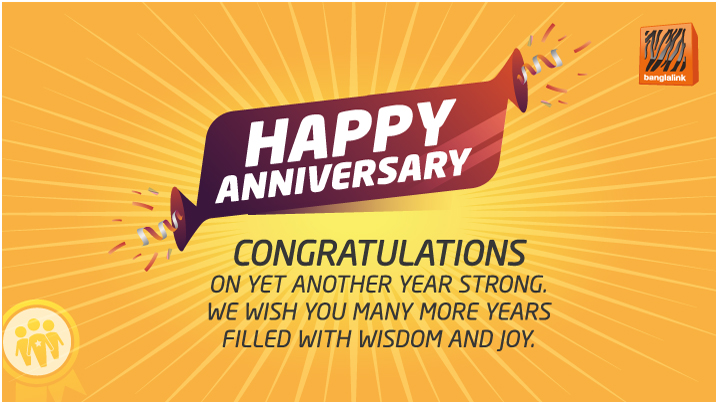 banglalink
HAPPY
ANNIVERSARY
CONGRATULATIONS
ON YET ANOTHER YEAR STRONG.
WE WISH YOU MANY MORE YEARS
FILLED WITH WISDOM AND JOY.